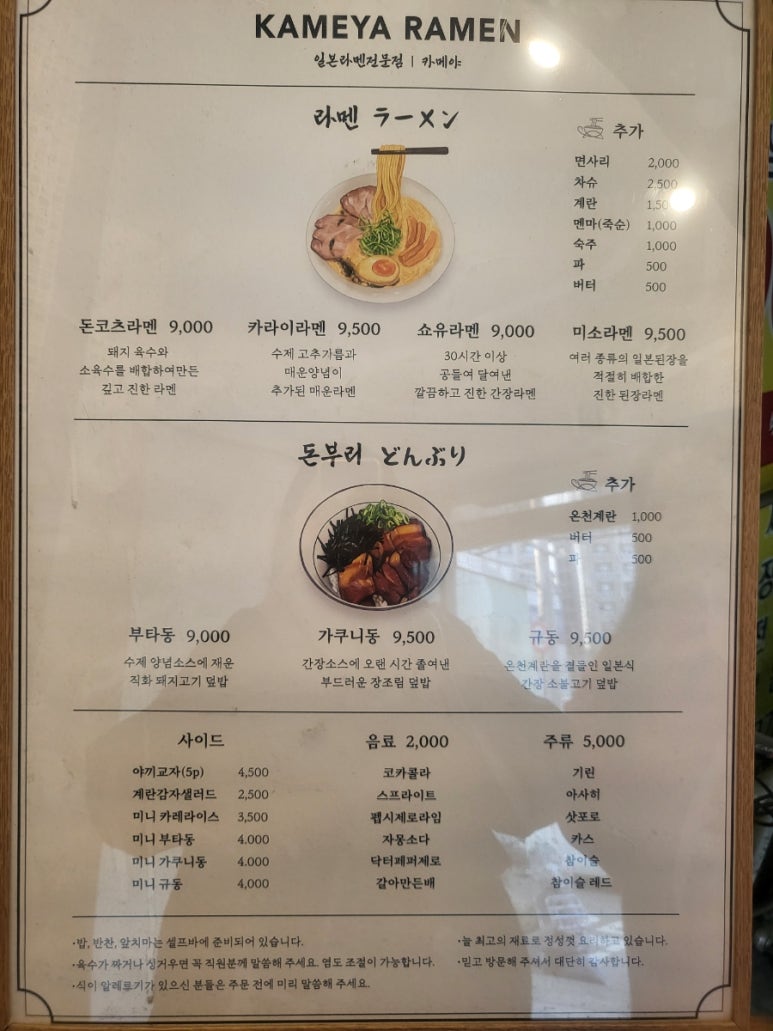 KAMEYA RAMEN
일본라멘전문점 | 카메야
라멘 ラーメン
추가
면사리 2,000
차슈 2,500
계란
멘마(죽순) 1,000
숙주 1,000
파 500
버터 500
돈코츠라멘 9,000
돼지 육수와
소육수를 배합하여만든
깊고 진한 라멘
카라이라멘 9,500
수제 고추기름과
매운양념이
추가된 매운라멘
쇼유라멘 9,000
30시간 이상
공들여 달여낸
깔끔하고 진한 간장라멘
미소라멘 9,500
여러 종류의 일본된장을
적절히 배합한
진한 된장라멘
돈부리 どんぶり
추가
온천계란 1,000
버터 500
파 500
부타동 9,000
수제 양념소스에 재운
직화 돼지고기 덮밥
가쿠니동 9,500
간장소스에 오랜 시간 졸여낸
부드러운 장조림 덮밥
규동 9,500
온천계란을 곁들인 일본식
간장 소불고기 덮밥
사이드
야끼교자(5p) 4,500
계란감자샐러드 2,500
미니 카레라이스 3,500
미니 부타동 4.000
미니 가쿠니동 4.000
미니 규동 4,000
음료 2,000
코카콜라
스프라이트
펩시제로라임
자몽소다
닥터페퍼제로
갈아만든배
주류 5,000
기린
아사히
삿포로
카스
참이슬
참이슬 레드
·밥, 반찬, 앞치마는 셀프바에 준비되어 있습니다.
·육수가 짜거나 싱거우면 꼭 직원분께 말씀해 주세요. 염도 조절이 가능합니다.
·식이 알레르기가 있으신 분들은 주문 전에 미리 말씀해 주세요.
·늘 최고의 재료로 정성껏 요리하고 있습니다.
·믿고 방문해 주셔서 대단히 감사합니다.